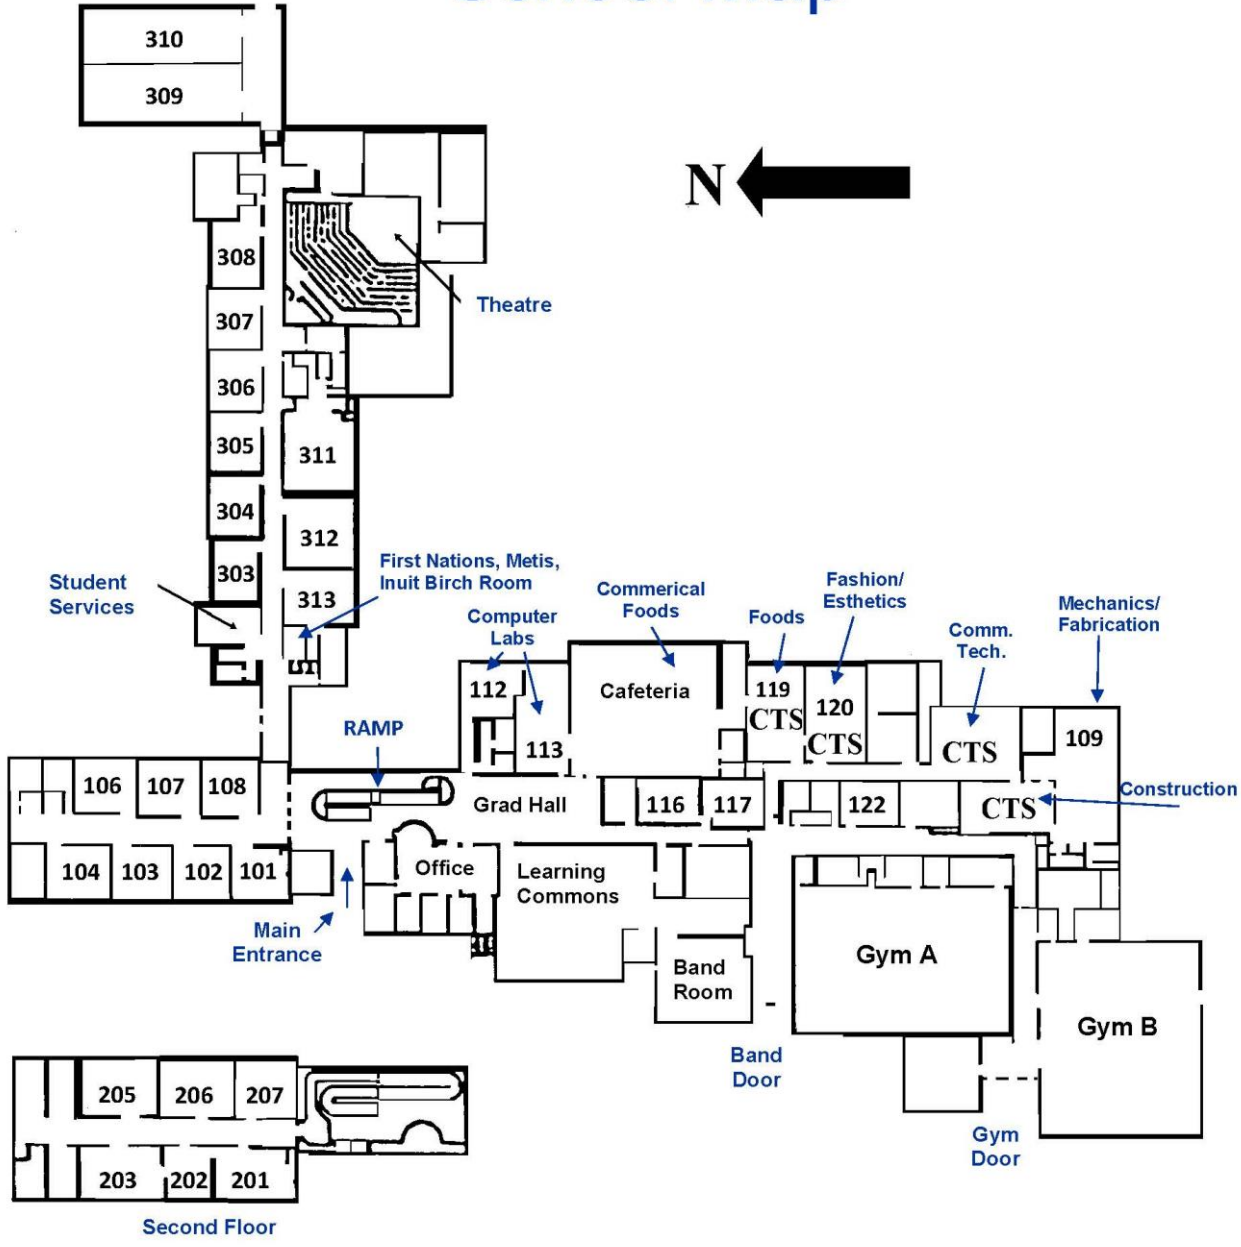 School Map
310
309
N
308
Theatre
307
306
305
311
304
312
First Nations, Metis,
Inuit Birch Room
303
Student
Services
313
Computer
Labs
Commerical
Foods
Fashion/
Esthetics
Foods
Comm.
Tech.
Mechanics/
Fabrication
112
Cafeteria
119
CTS
120
CTS
RAMP
113
CTS
109
106
107
108
Grad Hall
116
117
122
CTS
Construction
104
103
102
101
Office
Learning
Commons
Main
Entrance
Band
Room
Gym A
Gym B
Band
Door
Gym
Door
205
206
207
203
202
201
Second Floor